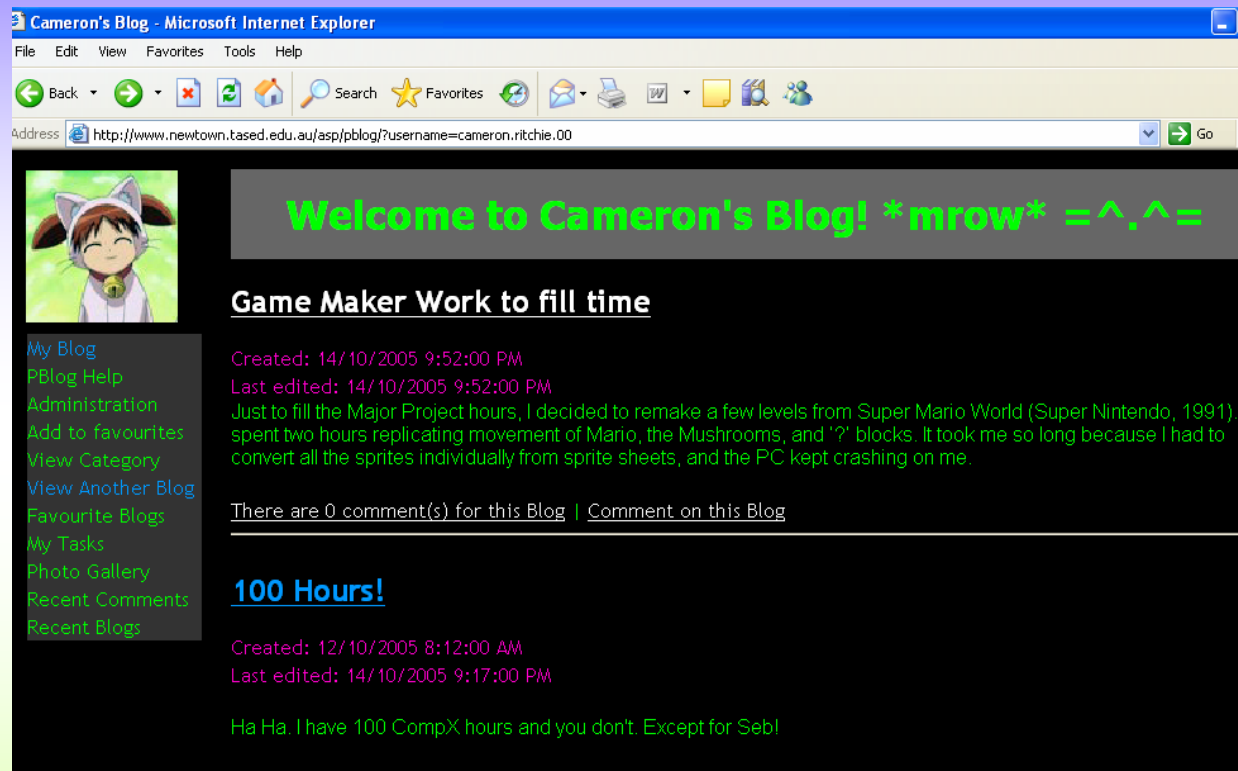 Cameron's Blog - Microsoft Internet Explorer
File Edit View Favorites Tools Help
Back Search Favorites
Address http://www.newtown.tased.edu.au/asp/pblog/?username=cameron.ritchie.00 Go
Welcome to Cameron's Blog! *mrow* =^.^=
My Blog
PBlog Help
Administration
Add to favourites
View Category
View Another Blog
Favourite Blogs
My Tasks
Photo Gallery
Recent Comments
Recent Blogs
Game Maker Work to fill time
Created: 14/10/2005 9:52:00 PM
Last edited: 14/10/2005 9:52:00 PM
Just to fill the Major Project hours, I decided to remake a few levels from Super Mario World (Super Nintendo, 1991).
spent two hours replicating movement of Mario, the Mushrooms, and '?' blocks. It took me so long because I had to
convert all the sprites individually from sprite sheets, and the PC kept crashing on me.
There are 0 comment(s) for this Blog | Comment on this Blog
100 Hours!
Created: 12/10/2005 8:12:00 AM
Last edited: 14/10/2005 9:17:00 PM
Ha Ha. I have 100 CompX hours and you don't. Except for Seb!